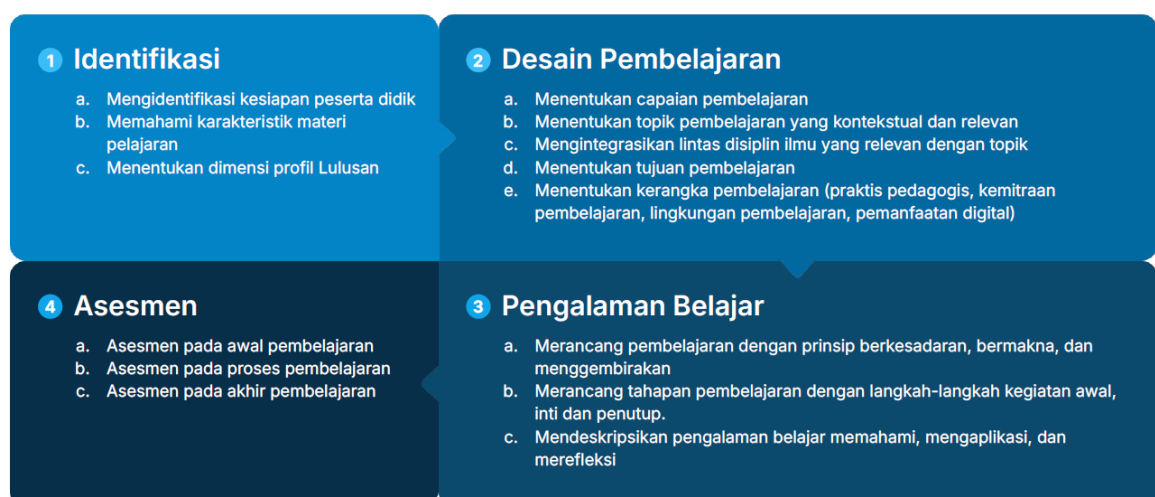 1 Identifikasi
a. Mengidentifikasi kesiapan peserta didik
b. Memahami karakteristik materi
pelajaran
c. Menentukan dimensi profil Lulusan
2 Desain Pembelajaran
a. Menentukan capaian pembelajaran
b. Menentukan topik pembelajaran yang kontekstual dan relevan
c. Mengintegrasikan lintas disiplin ilmu yang relevan dengan topik
d. Menentukan tujuan pembelajaran
e. Menentukan kerangka pembelajaran (praktis pedagogis, kemitraan
pembelajaran, lingkungan pembelajaran, pemanfaatan digital)
3 Pengalaman Belajar
a. Merancang pembelajaran dengan prinsip berkesadaran, bermakna, dan
menggembirakan
b. Merancang tahapan pembelajaran dengan langkah-langkah kegiatan awal,
inti dan penutup.
c. Mendeskripsikan pengalaman belajar memahami, mengaplikasi, dan
merefleksi
4 Asesmen
a. Asesmen pada awal pembelajaran
b. Asesmen pada proses pembelajaran
c. Asesmen pada akhir pembelajaran